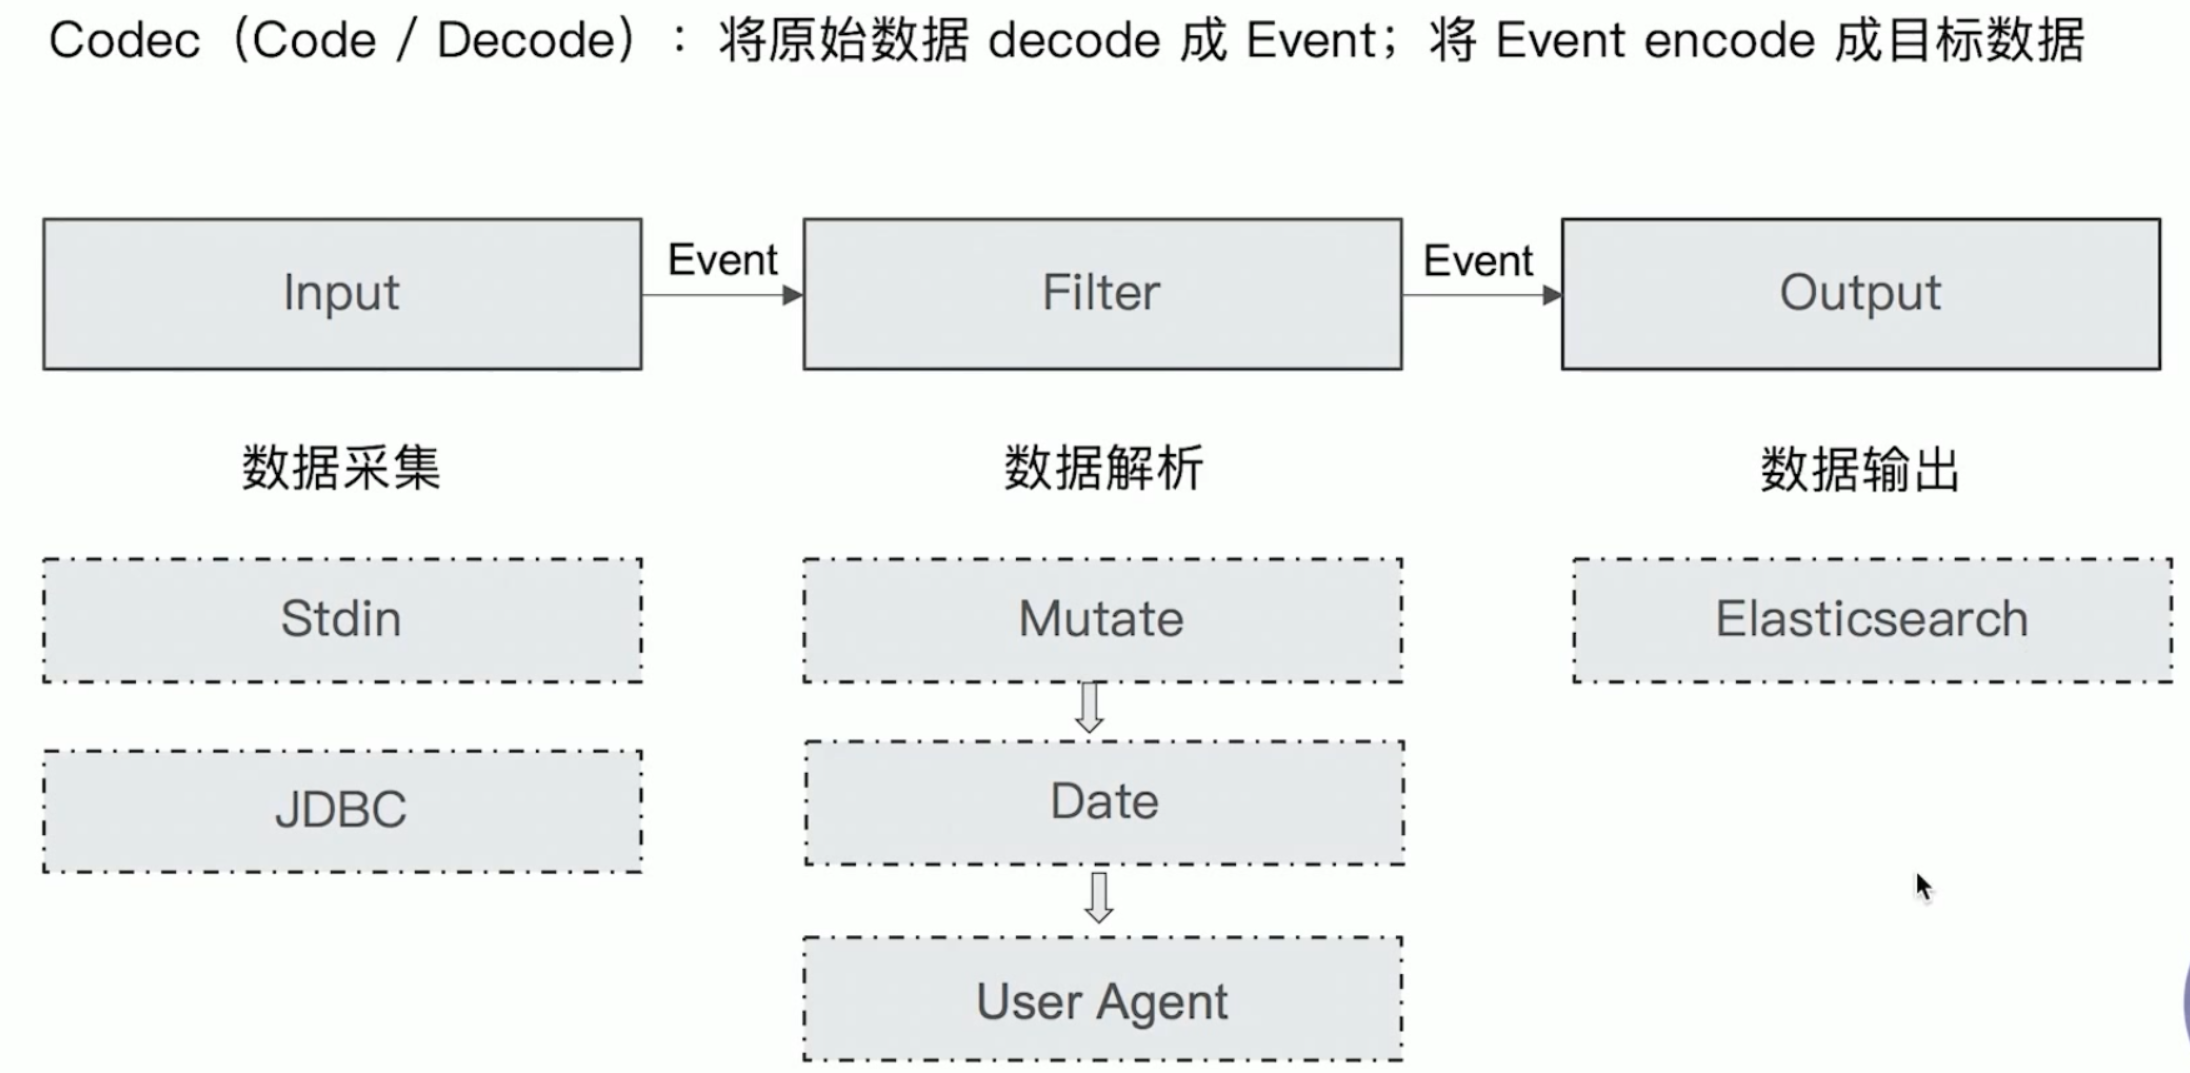 Codec（Code / Decode）：将原始数据 decode 成 Event；将 Event encode 成目标数据
Input
Event
Filter
Event
Output
数据采集
数据解析
数据输出
Stdin
Mutate
Elasticsearch
JDBC
Date
User Agent